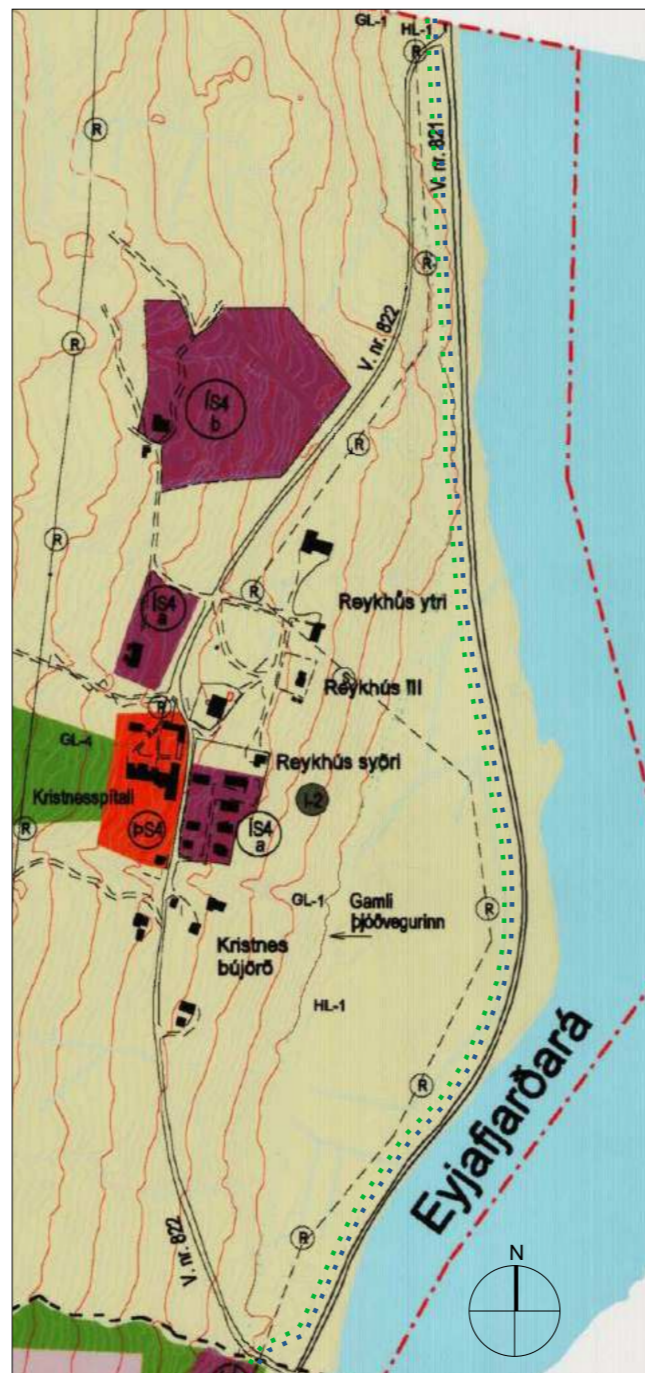 GL-1
HL-1
R
R
V. nr. 821
R
R
V. nr. 822
ÍS4
b
R
R
R
ÍS4
a
Reykhús ytri
S
Reykhús III
R
GL-4
Reykhús syðri
Kristnesspítali
I-2
ÞS4
ÍS4
a
R
GL-1
Gamli
þjóðvegurinn
R
Kristnes
bújörð
HL-1
Eyjafjarðará
R
V. nr. 822
R
N